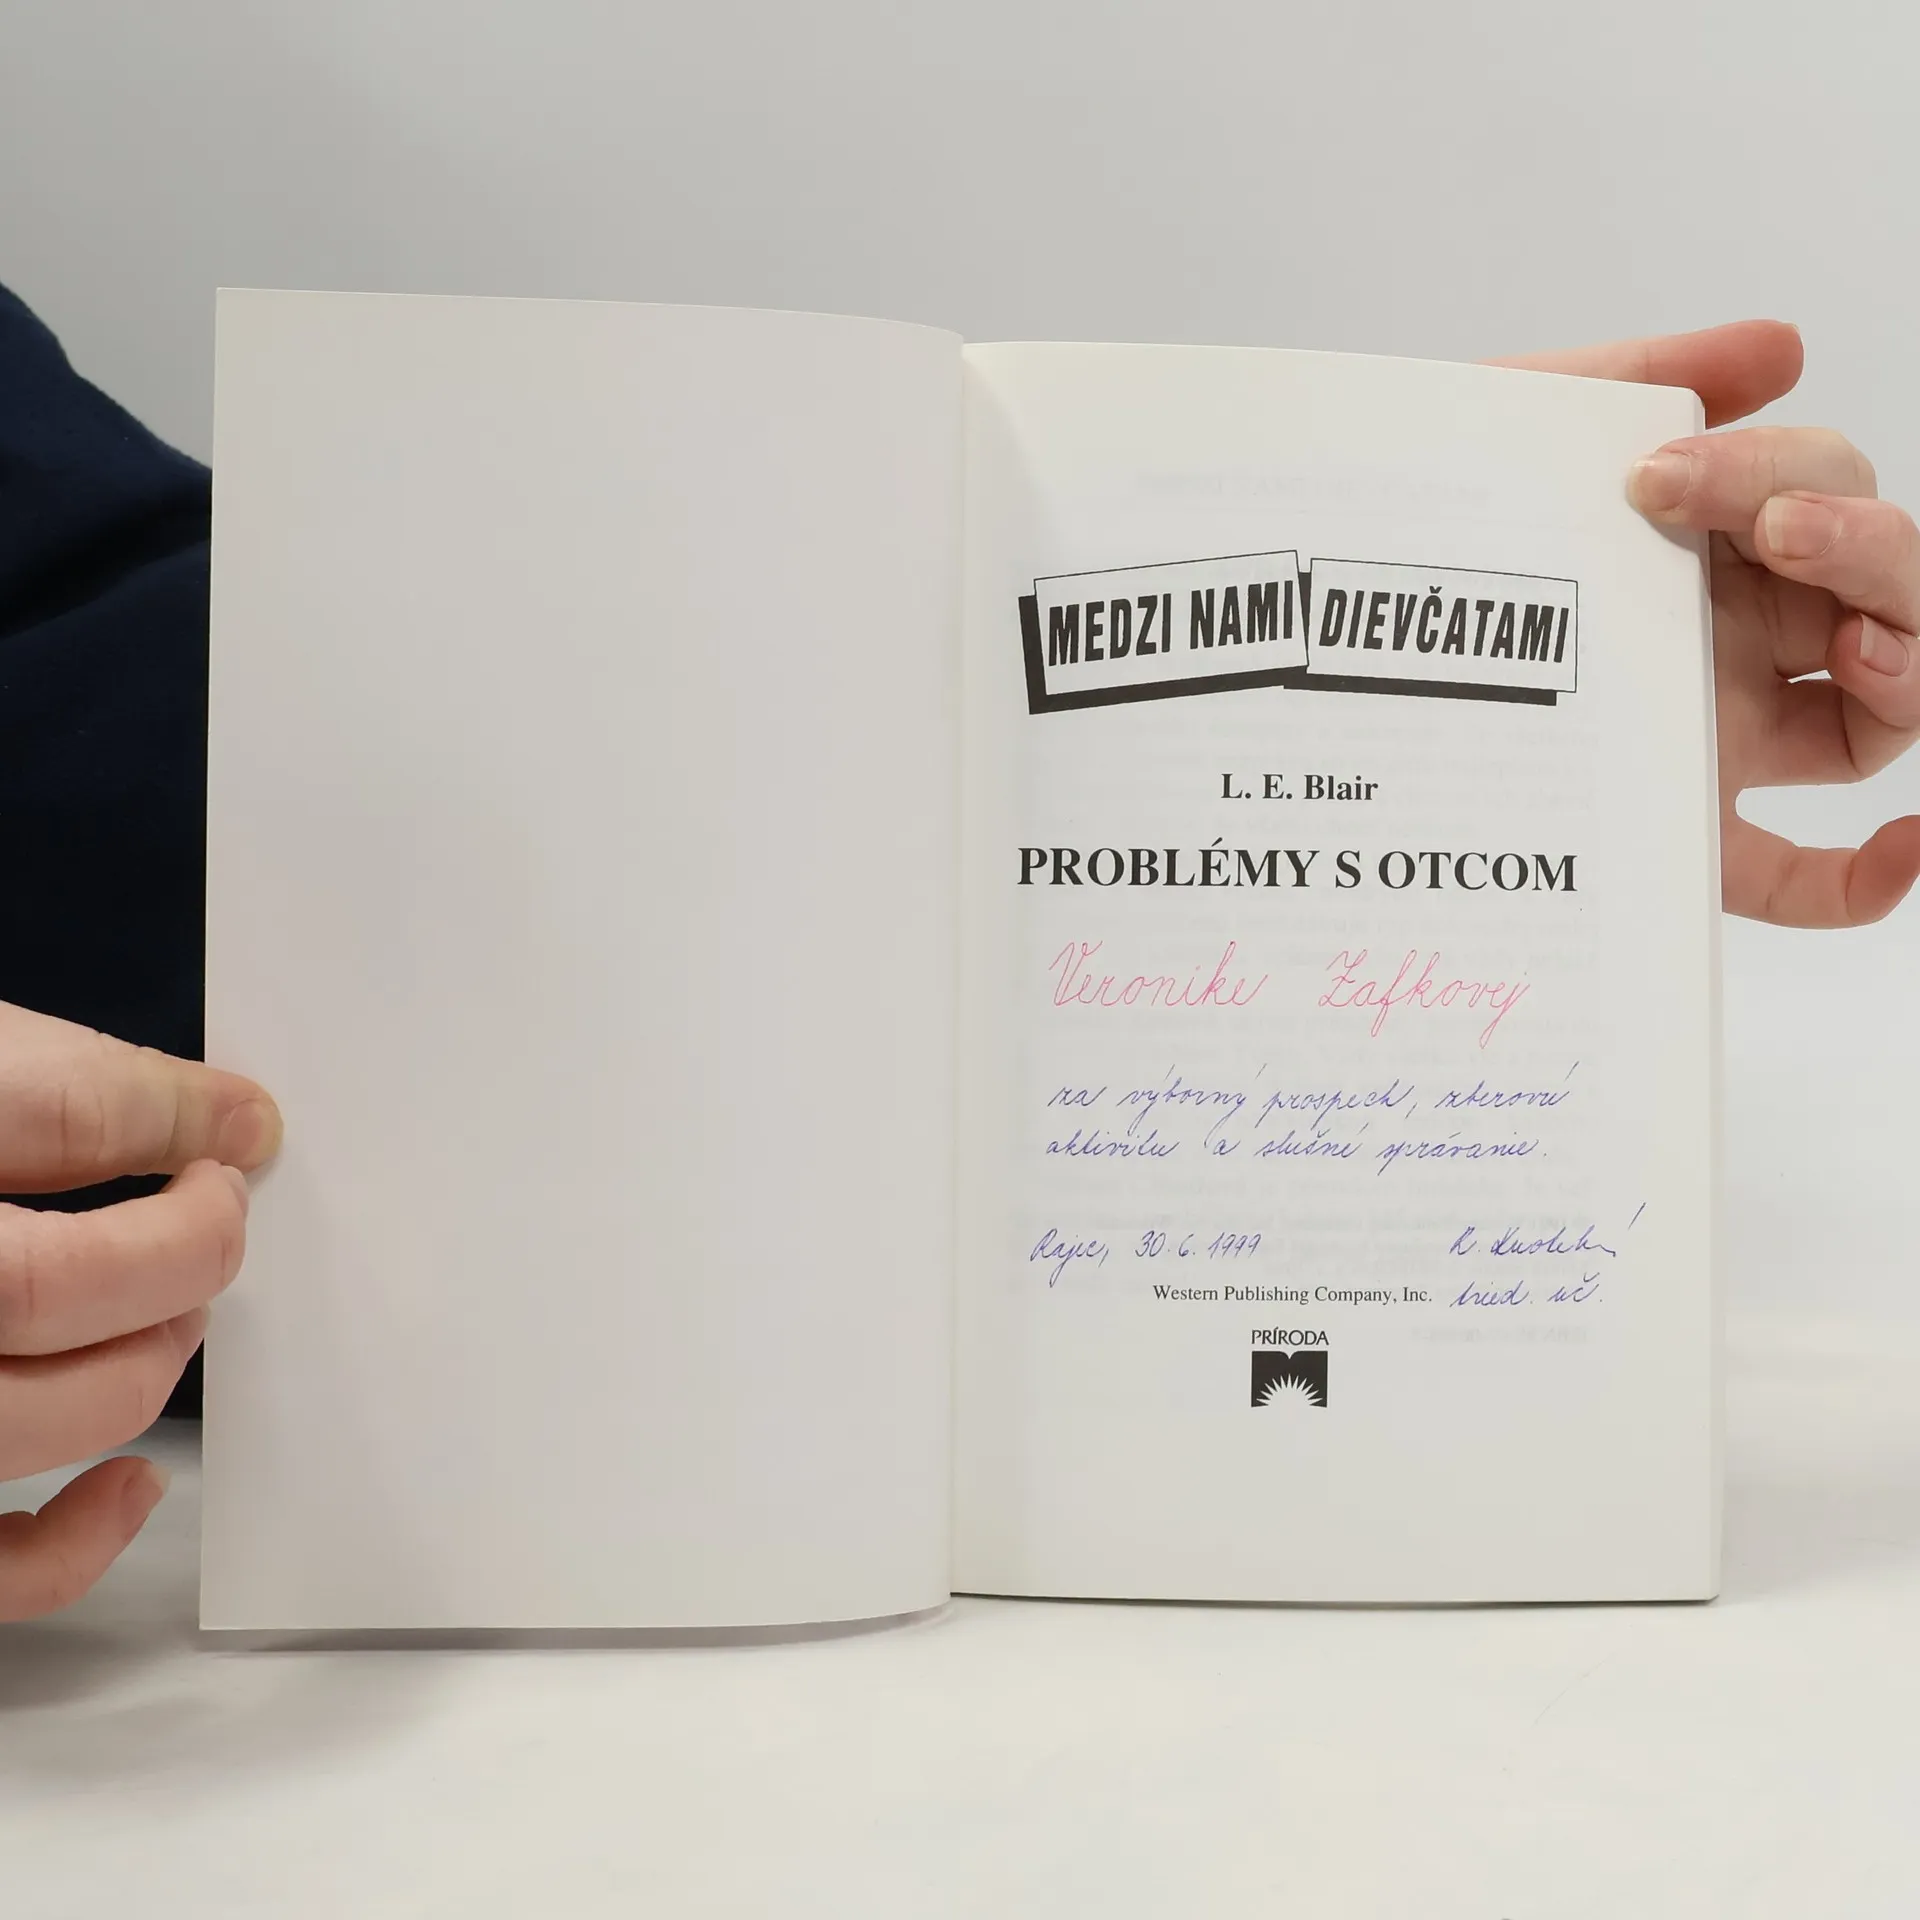 MEDZI NAMI DIEVČATAMI
L. E. Blair
PROBLÉMY S OTCOM
Veronike Žafkovej
za výborný prospech, zberovú
aktivitu a slušné správanie.
Rajec, 30. 6. 1999 R.
Western Publishing Company, Inc. tried. uč.
PRÍRODA